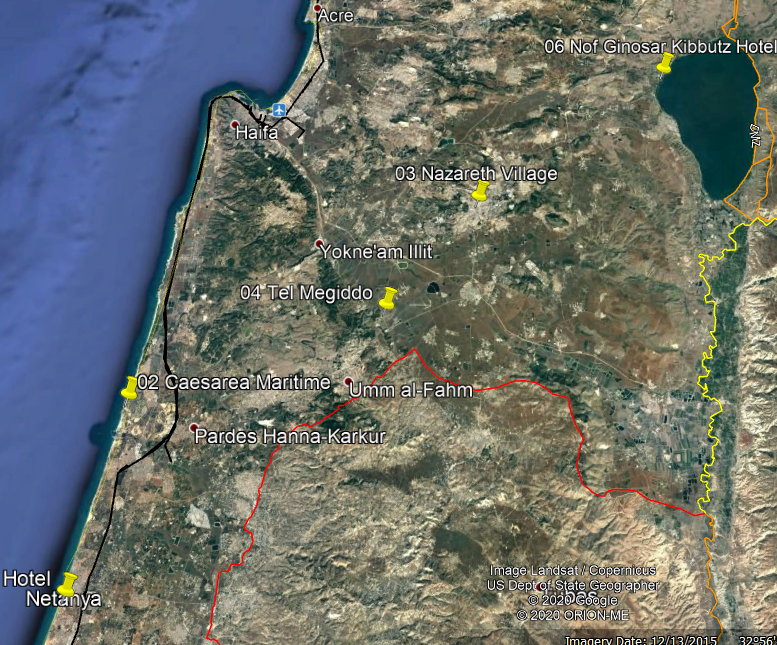 Acre
06 Nof Ginosar Kibbutz Hotel
Haifa
03 Nazareth Village
Yokne'am Illit
04 Tel Megiddo
02 Caesarea Maritime
Umm al-Fahm
Pardes Hanna-Karkur
Hotel
Netanya
Image Landsat / Copernicus
US Dept of State Geographer
© 2020 Google
© 2020 ORION-ME
Imagery Date: 12/13/2015 32°56'